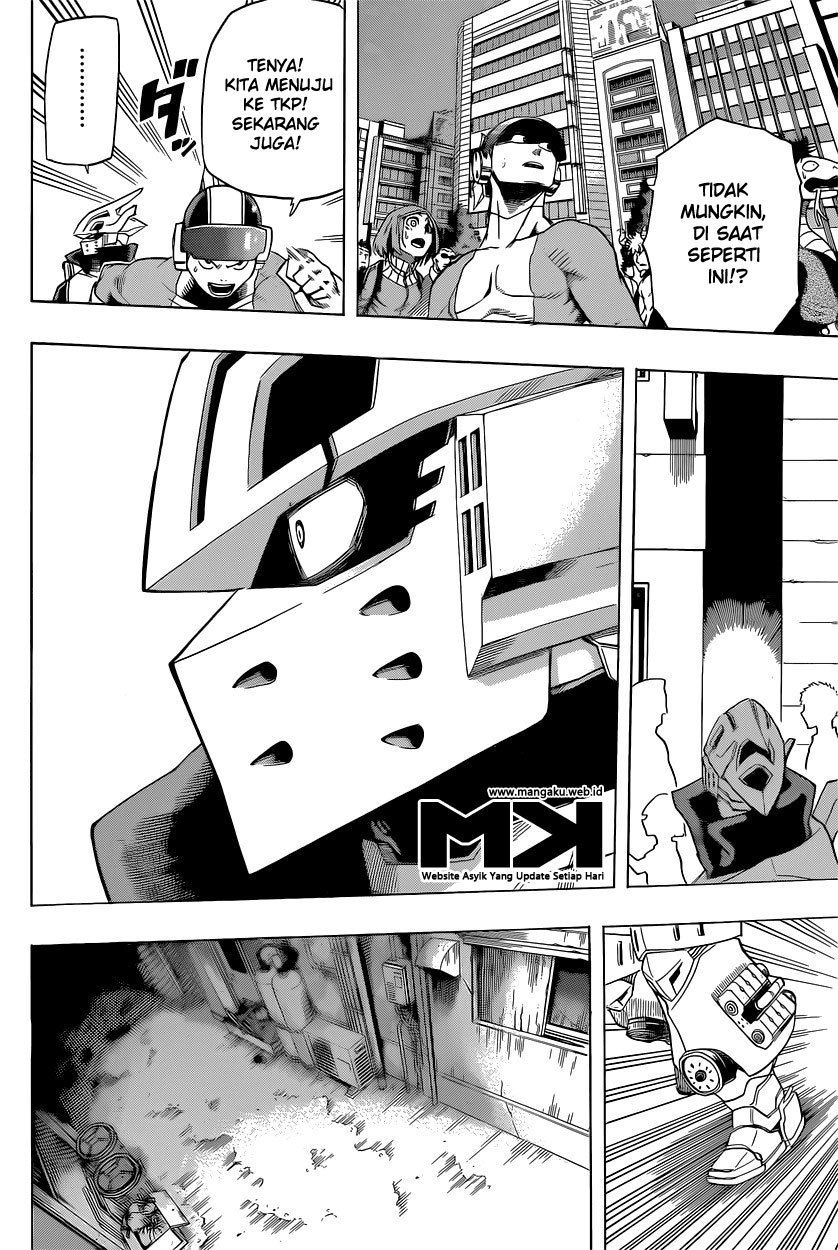 TIDAK
MUNGKIN,
DI SAAT
SEPERTI
INI!?
TENYA!
KITA MENUJU
KE TKP!
SEKARANG
JUGA!
ダッ
.........
www.mangaku.web.id
MK
Website Asyik Yang Update Setiap Hari